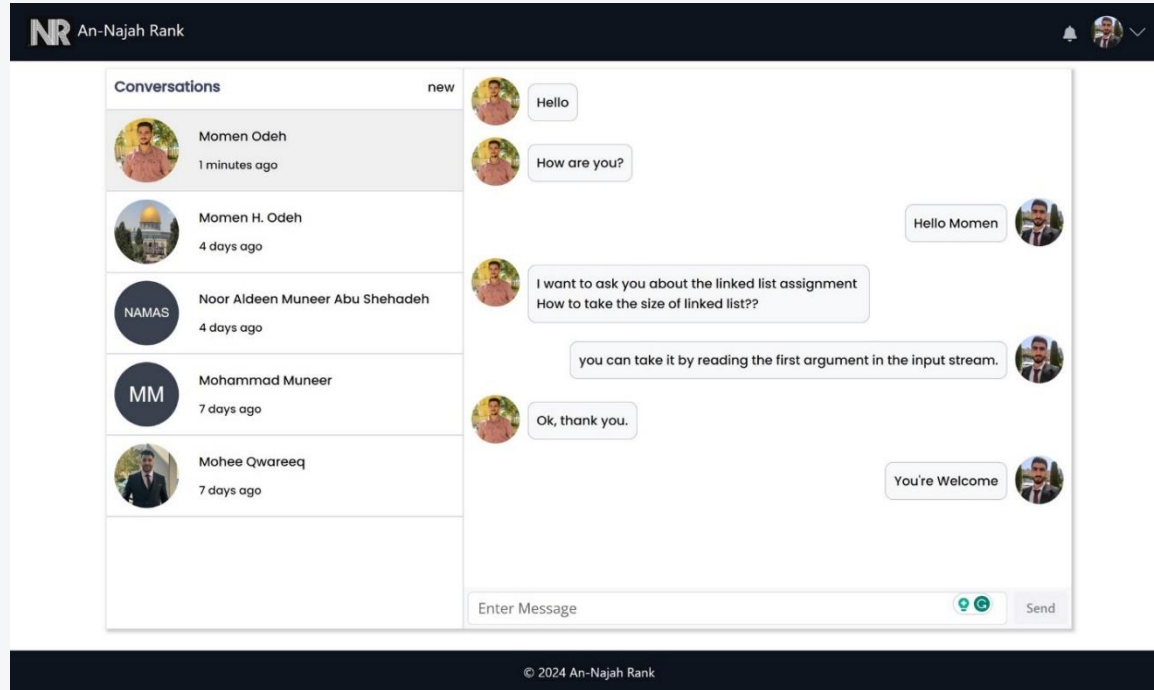 NR An-Najah Rank
Conversations
new
Momen Odeh
1 minutes ago
Momen H. Odeh
4 days ago
NAMAS
Noor Aldeen Muneer Abu Shehadeh
4 days ago
MM
Mohammad Muneer
7 days ago
Mohee Qwareeq
7 days ago
Hello
How are you?
Hello Momen
I want to ask you about the linked list assignment
How to take the size of linked list??
you can take it by reading the first argument in the input stream.
Ok, thank you.
You're Welcome
Enter Message
G
Send
© 2024 An-Najah Rank